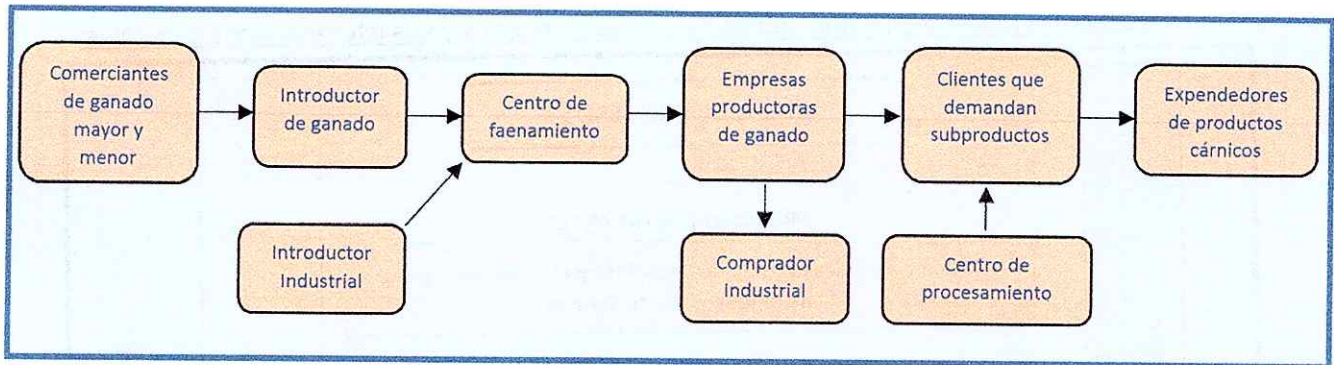 Comerciantes
de ganado
mayor y
menor
Introductor
de ganado
Centro de
faenamiento
Empresas
productoras
de ganado
Clientes que
demandan
subproductos
Expendedores
de productos
cárnicos
Introductor
Industrial
Comprador
Industrial
Centro de
procesamiento